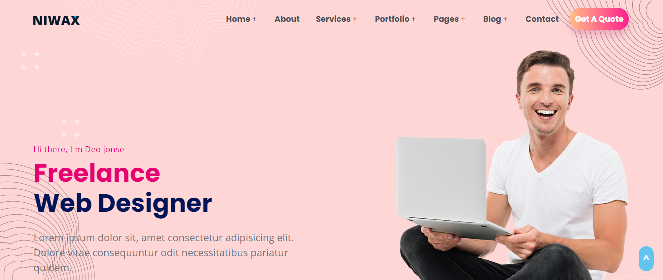 NIWAX
Home + About Services + Portfolio + Pages + Blog + Contact Get A Quote
Hi there, I'm Deo jonse
Freelance
Web Designer
Lorem ipsum dolor sit, amet consectetur adipisicing elit.
Dolore vitae consequuntur odit necessitatibus pariatur
quidem.